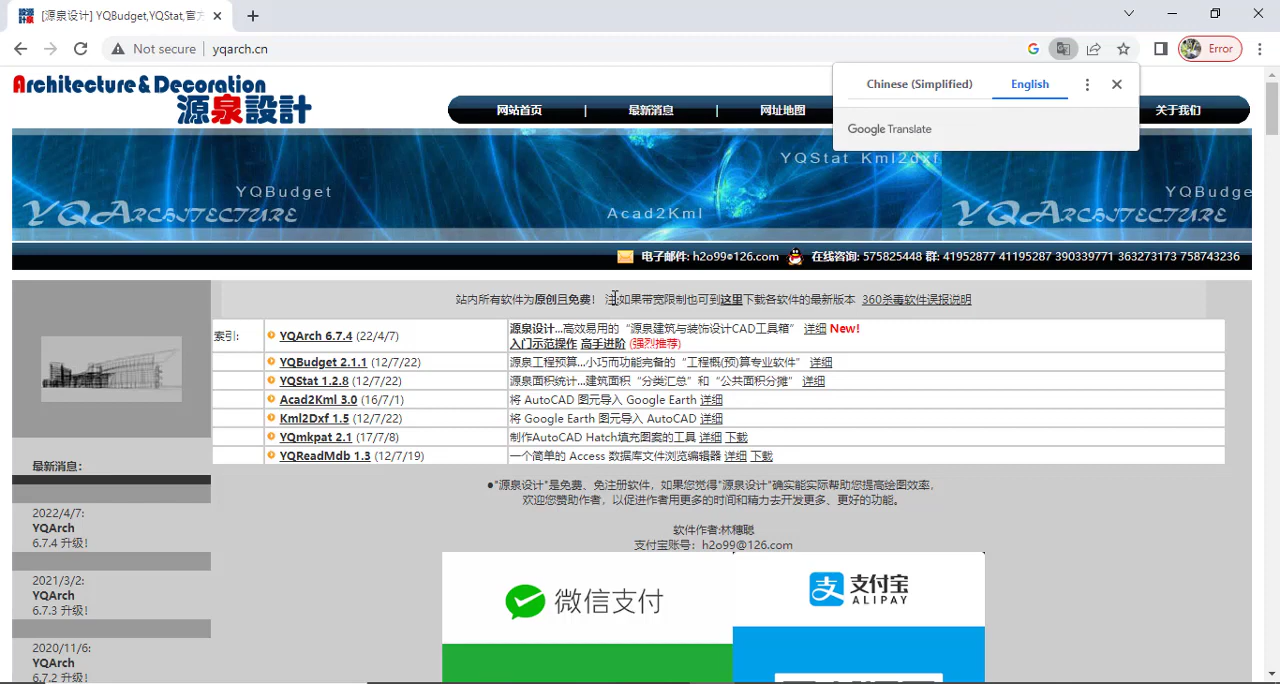 [源泉设计] YQBudget,YQStat,官方
Not secure
yqarch.cn
Error
Chinese (Simplified)
English
Google Translate
Architecture & Decoration
源泉設計
网站首页 | 最新消息 | 网址地图
关于我们
YQStat Kml2dxf
YQBudget
YQBudge
YQArchitecture
Acad2Kml
YQArchitecture
电子邮件: h2o99@126.com 在线咨询: 575825448 群: 41952877 41195287 390339771 363273173 758743236
站内所有软件为原创且免费! 注:如果带宽限制也可到这里下载各软件的最新版本 360杀毒软件误报说明
索引:
YQArch 6.7.4 (22/4/7)
源泉设计...高效易用的“源泉建筑与装饰设计CAD工具箱” 详细 New!
入门示范操作 高手进阶 (强烈推荐)
YQBudget 2.1.1 (12/7/22)
源泉工程预算...小巧而功能完备的“工程概(预)算专业软件” 详细
YQStat 1.2.8 (12/7/22)
源泉面积统计...建筑面积“分类汇总”和“公共面积分摊” 详细
Acad2Kml 3.0 (16/7/1)
将 AutoCAD 图元导入 Google Earth 详细
Kml2Dxf 1.5 (12/7/22)
将 Google Earth 图元导入 AutoCAD 详细
YQmkpat 2.1 (17/7/8)
制作AutoCAD Hatch填充图案的工具 详细 下载
YQReadMdb 1.3 (12/7/19)
一个简单的 Access 数据库文件浏览编辑器 详细 下载
●“源泉设计”是免费、免注册软件，如果您觉得“源泉设计”确实能实际帮助您提高绘图效率，
欢迎您赞助作者，以促进作者用更多的时间和精力去开发更多、更好的功能。
软件作者:林穗聪
支付宝账号：h2o99@126.com
微信支付
支付宝
ALIPAY
最新消息:
2022/4/7:
YQArch
6.7.4 升级!
2021/3/2:
YQArch
6.7.3 升级!
2020/11/6:
YQArch
6.7.2 升级!